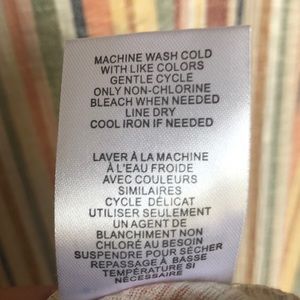 MACHINE WASH COLD
WITH LIKE COLORS
GENTLE CYCLE
ONLY NON-CHLORINE
BLEACH WHEN NEEDED
LINE DRY
COOL IRON IF NEEDED
LAVER À LA MACHINE
À L'EAU FROIDE
AVEC COULEURS
SIMILAIRES
CYCLE DÉLICAT
UTILISER SEULEMENT
UN AGENT DE
BLANCHIMENT NON
CHLORÉ AU BESOIN
SUSPENDRE POUR SÉCHER
REPASSAGE À BASSE
TEMPÉRATURE SI
NÉCESSAIRE